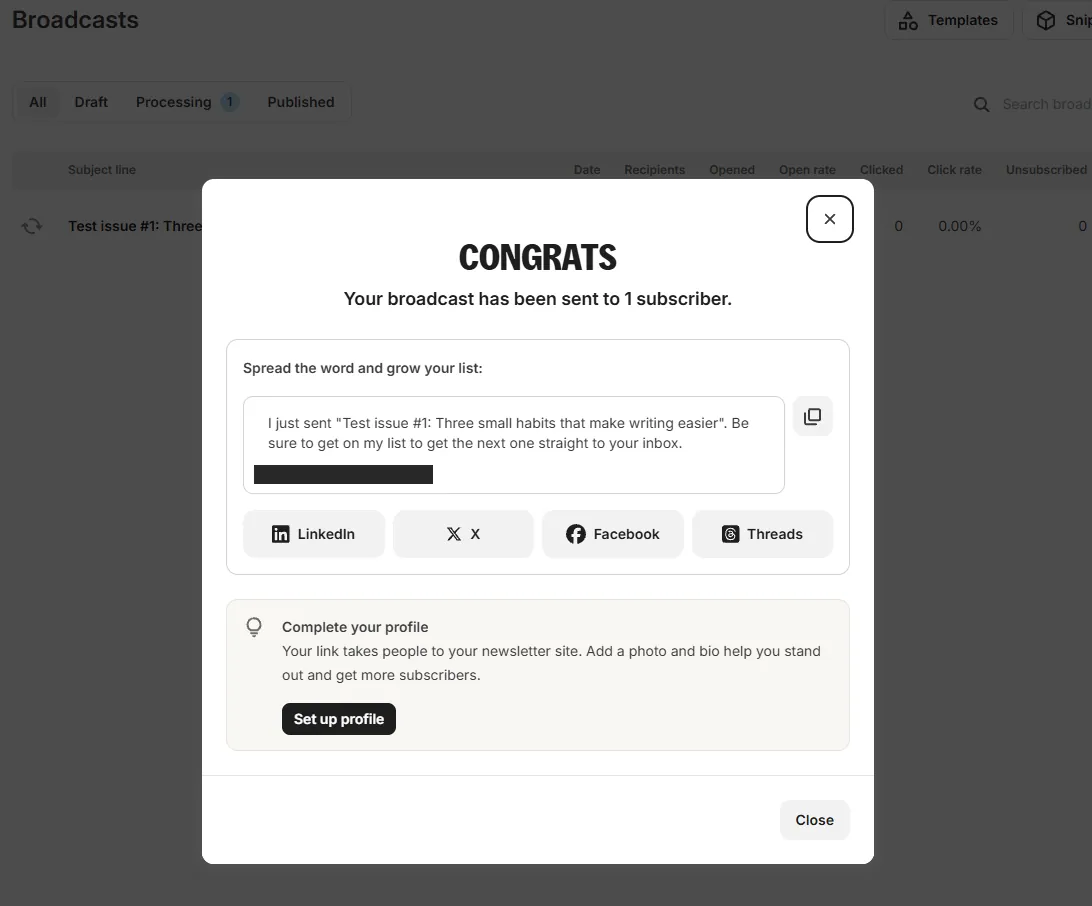 Broadcasts
Templates
All
Draft
Processing 1
Published
Search broad
Subject line
Date
Recipients
Opened
Open rate
Clicked
Click rate
Unsubscribed
Test issue #1: Three
0
0.00%
0
CONGRATS
Your broadcast has been sent to 1 subscriber.
Spread the word and grow your list:
I just sent "Test issue #1: Three small habits that make writing easier". Be
sure to get on my list to get the next one straight to your inbox.
LinkedIn
X
Facebook
Threads
Complete your profile
Your link takes people to your newsletter site. Add a photo and bio help you stand
out and get more subscribers.
Set up profile
Close